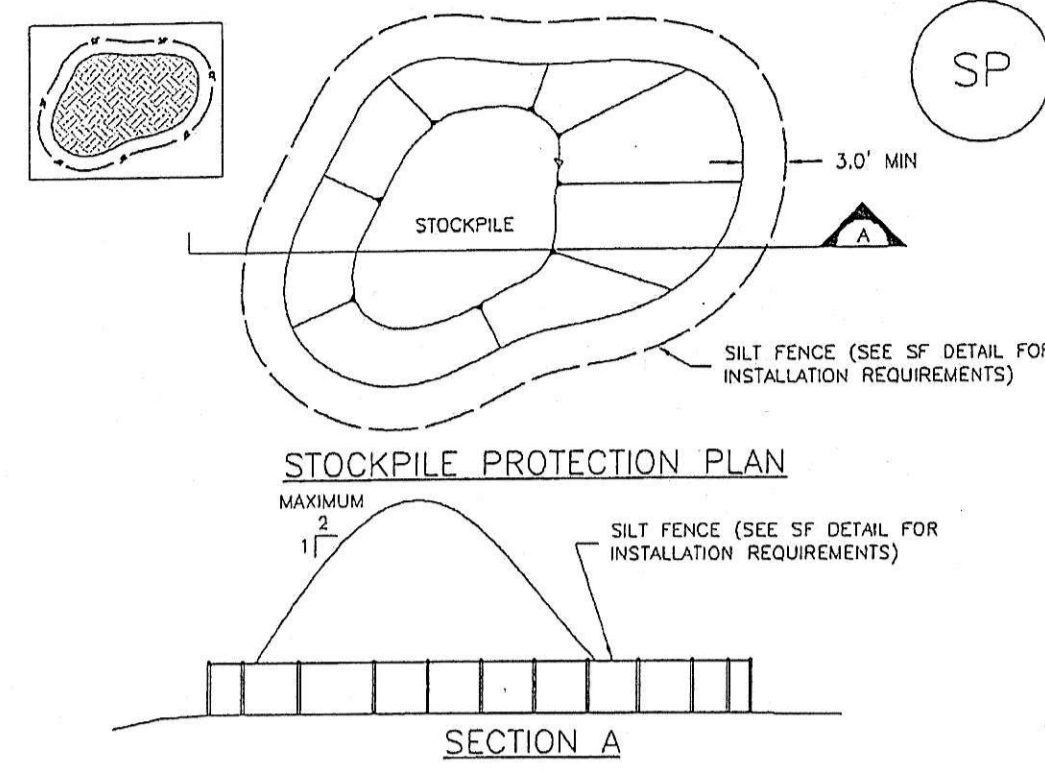 SP
3.0' MIN
STOCKPILE
A
SILT FENCE (SEE SF DETAIL FOR
INSTALLATION REQUIREMENTS)
STOCKPILE PROTECTION PLAN
MAXIMUM
2
1
SILT FENCE (SEE SF DETAIL FOR
INSTALLATION REQUIREMENTS)
SECTION A